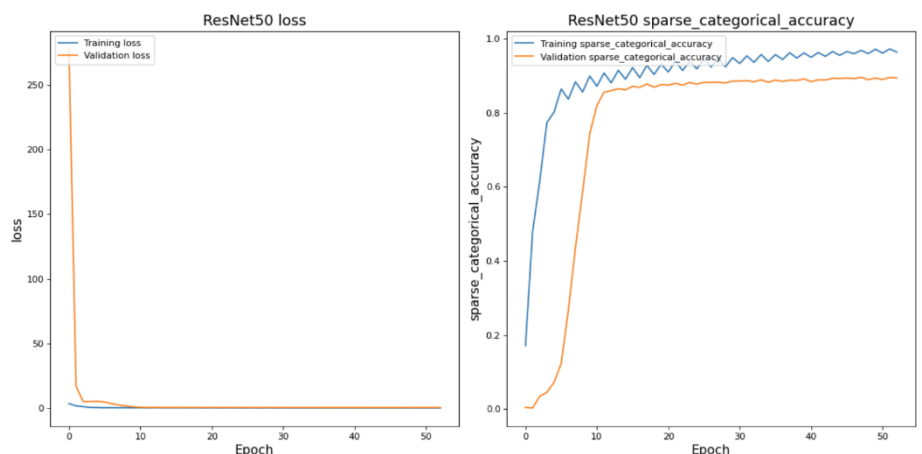 ResNet50 loss
Training loss
Validation loss
250
200
150
100
50
0
loss
0
10
20
30
40
50
Epoch
ResNet50 sparse_categorical_accuracy
Training sparse_categorical_accuracy
Validation sparse_categorical_accuracy
1.0
0.8
0.6
0.4
0.2
0.0
sparse_categorical_accuracy
0
10
20
30
40
50
Epoch